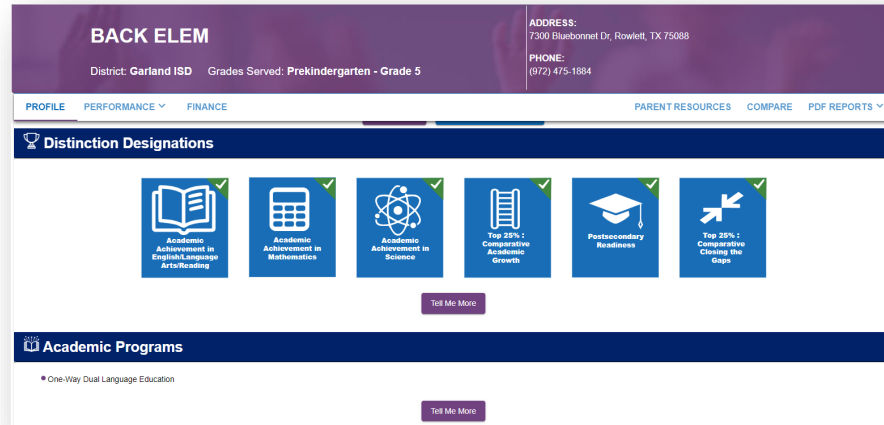 BACK ELEM
District: Garland ISD Grades Served: Prekindergarten - Grade 5
ADDRESS:
7300 Bluebonnet Dr, Rowlett, TX 75088
PHONE:
(972) 475-1884
PROFILE PERFORMANCE FINANCE PARENT RESOURCES COMPARE PDF REPORTS
Distinction Designations
Academic
Achievement in
English/Language
Arts/Reading
Academic
Achievement in
Mathematics
Academic
Achievement in
Science
Top 25% :
Comparative
Academic
Growth
Postsecondary
Readiness
Top 25% :
Comparative
Closing the
Gaps
Tell Me More
Academic Programs
One-Way Dual Language Education
Tell Me More